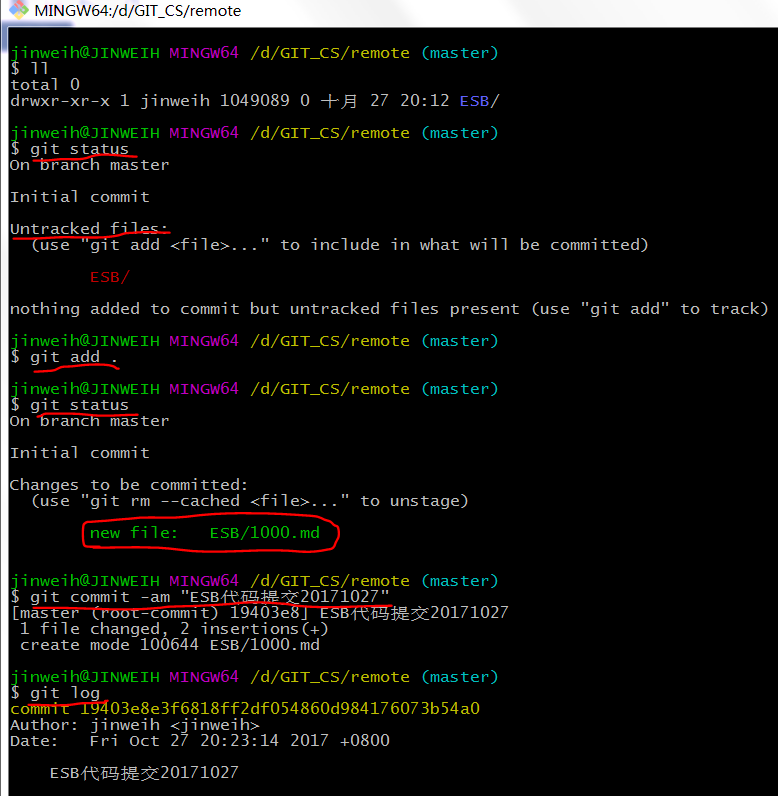 MINGW64:/d/GIT_CS/remote
jinweih@JINWEIH MINGW64 /d/GIT_CS/remote (master)
$ ll
total 0
drwxr-xr-x 1 jinweih 1049089 0 十月 27 20:12 ESB/
jinweih@JINWEIH MINGW64 /d/GIT_CS/remote (master)
$ git status
On branch master
Initial commit
Untracked files:
(use "git add <file>..." to include in what will be committed)
ESB/
nothing added to commit but untracked files present (use "git add" to track)
jinweih@JINWEIH MINGW64 /d/GIT_CS/remote (master)
$ git add .
jinweih@JINWEIH MINGW64 /d/GIT_CS/remote (master)
$ git status
On branch master
Initial commit
Changes to be committed:
(use "git rm --cached <file>..." to unstage)
new file:   ESB/1000.md
jinweih@JINWEIH MINGW64 /d/GIT_CS/remote (master)
$ git commit -am "ESB代码提交20171027"
[master (root-commit) 19403e8] ESB代码提交20171027
1 file changed, 2 insertions(+)
create mode 100644 ESB/1000.md
jinweih@JINWEIH MINGW64 /d/GIT_CS/remote (master)
$ git log
commit 19403e8e3f6818ff2df054860d984176073b54a0
Author: jinweih <jinweih>
Date:   Fri Oct 27 20:23:14 2017 +0800
ESB代码提交20171027